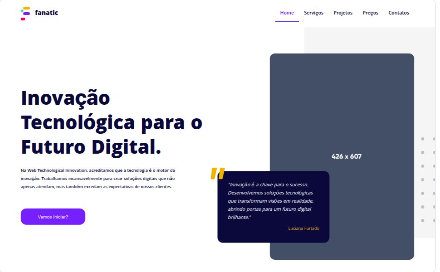 fanatic
Home Serviços Projetos Preços Contatos
Inovação
Tecnológica para o
Futuro Digital.
Na Web Technological Innovation, acreditamos que a tecnologia é o motor da
inovação. Trabalhamos incansavelmente para criar soluções digitais que não
apenas atendam, mas também excedam as expectativas de nossos clientes.
Vamos iniciar?
426 x 607
"Inovação é a chave para o sucesso.
Desenvolvemos soluções tecnológicas
que transformam visões em realidade,
abrindo portas para um futuro digital
brilhante."
Luciana Furtado